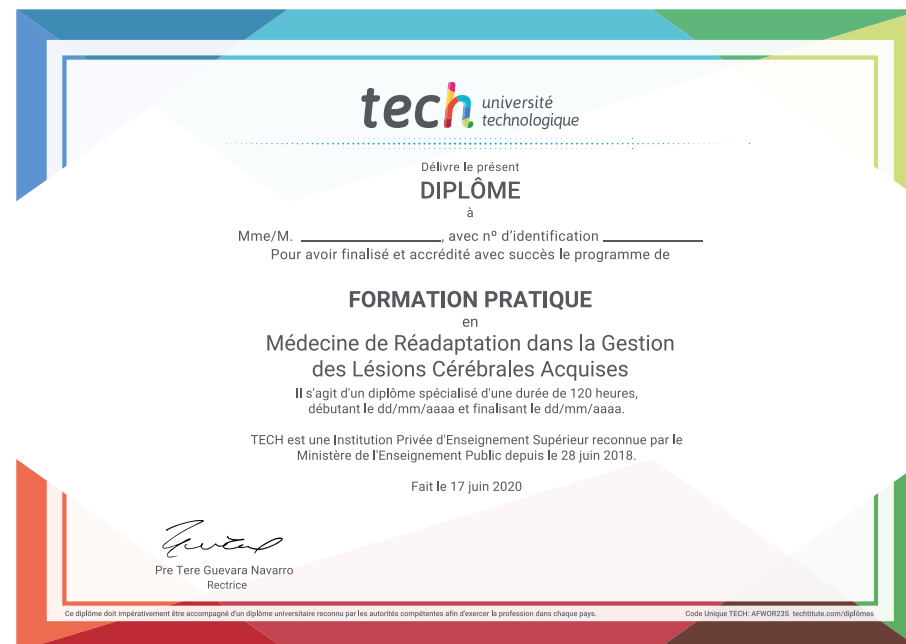 tech université
technologique
Délivre le présent
DIPLÔME
à
Mme/M. ____________________, avec nº d'identification ______________
Pour avoir finalisé et accrédité avec succès le programme de
FORMATION PRATIQUE
en
Médecine de Réadaptation dans la Gestion
des Lésions Cérébrales Acquises
Il s'agit d'un diplôme spécialisé d'une durée de 120 heures,
débutant le dd/mm/aaaa et finalisant le dd/mm/aaaa.
TECH est une Institution Privée d'Enseignement Supérieur reconnue par le
Ministère de l'Enseignement Public depuis le 28 juin 2018.
Fait le 17 juin 2020
Pre Tere Guevara Navarro
Rectrice
Ce diplôme doit impérativement être accompagné d'un diplôme universitaire reconnu par les autorités compétentes afin d'exercer la profession dans chaque pays.
Code Unique TECH: AFWOR23S techtitute.com/diplômes